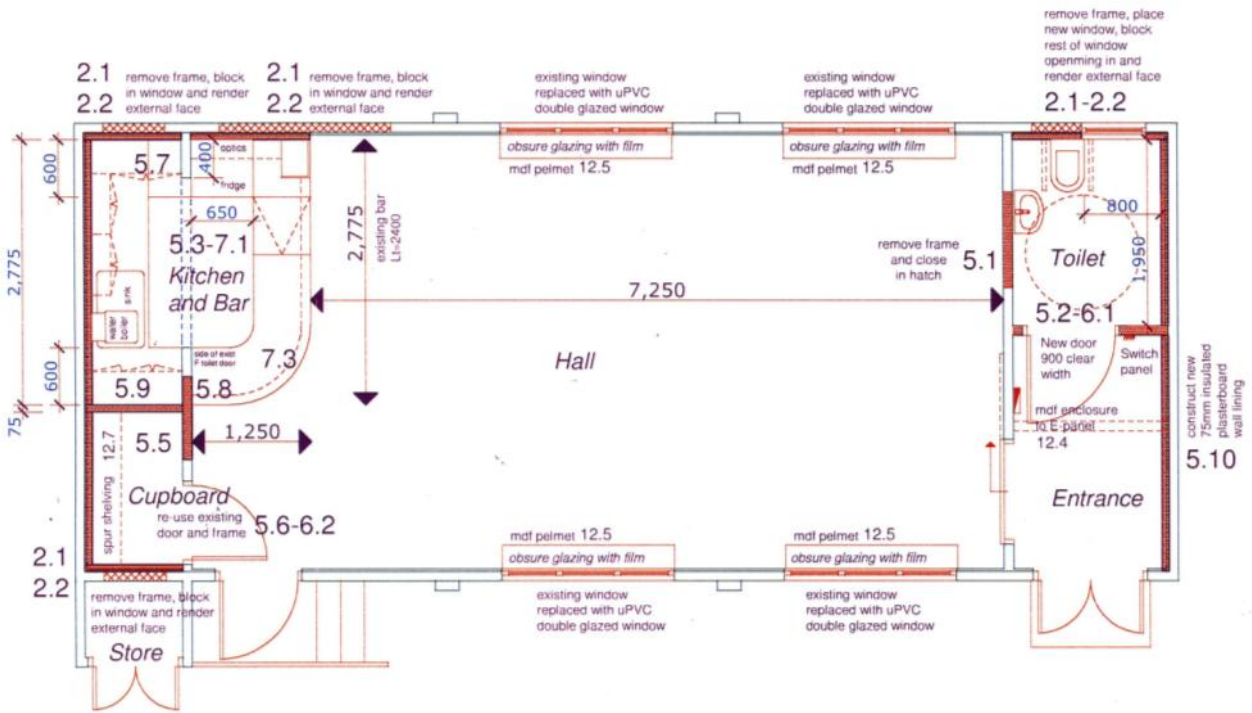 remove frame, place
new window, block
rest of window
openming in and
render external face
2.1-2.2
2.1
2.2
remove frame, block
in window and render
external face
2.1
2.2
remove frame, block
in window and render
external face
existing window
replaced with uPVC
double glazed window
existing window
replaced with uPVC
double glazed window
obsure glazing with film
mdf pelmet 12.5
obsure glazing with film
mdf pelmet 12.5
600
2,775
600
75
5.7
400
optics
fridge
650
5.3-7.1
Kitchen
and Bar
sink
water
boiler
2,775
existing bar
L1=2400
side of exist
F toilet door
7.3
5.9
5.8
1,250
5.5
12.7
spur shelving
Cupboard
re-use existing
door and frame
5.6-6.2
7,250
Hall
remove frame
and close
in hatch
5.1
800
1,950
Toilet
5.2-6.1
New door
900 clear
width
Switch
panel
mdf enclosure
to E-panel
12.4
construct new
75mm insulated
plasterboard
wall lining
5.10
Entrance
mdf pelmet 12.5
obsure glazing with film
mdf pelmet 12.5
obsure glazing with film
existing window
replaced with uPVC
double glazed window
existing window
replaced with uPVC
double glazed window
2.1
2.2
remove frame, block
in window and render
external face
Store